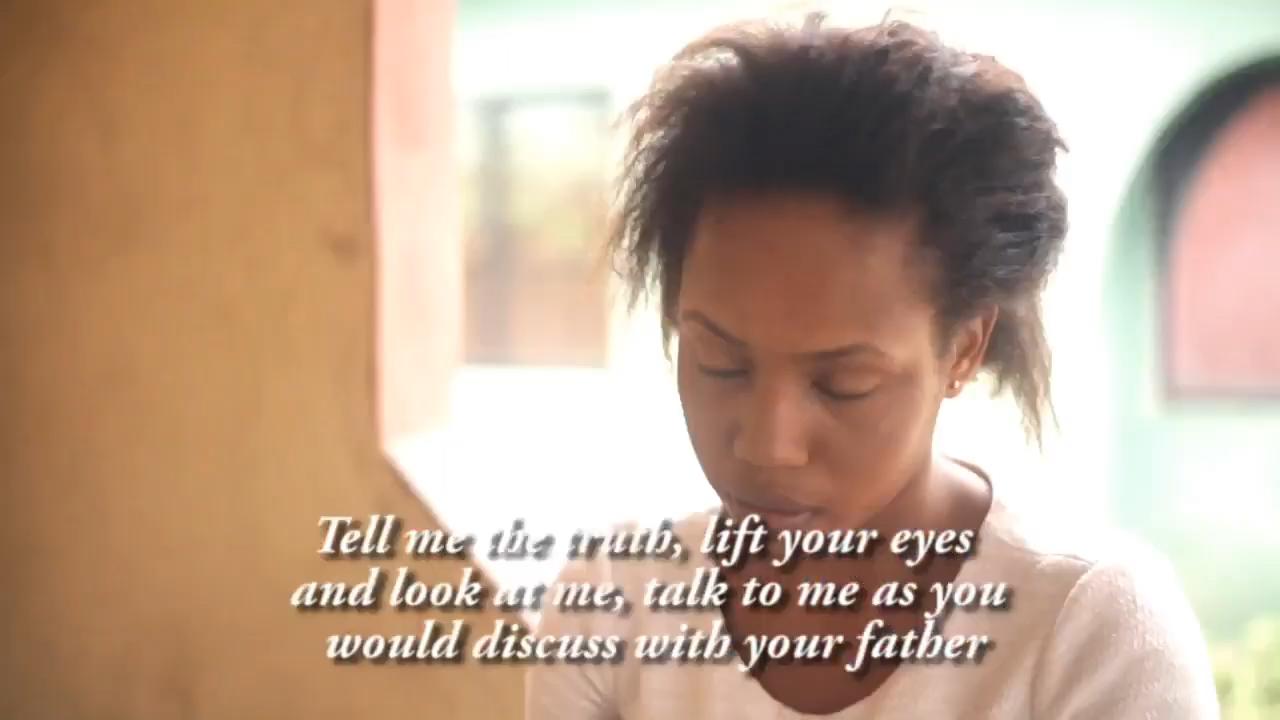 Tell me the truth, lift your eyes
and look at me, talk to me as you
would discuss with your father